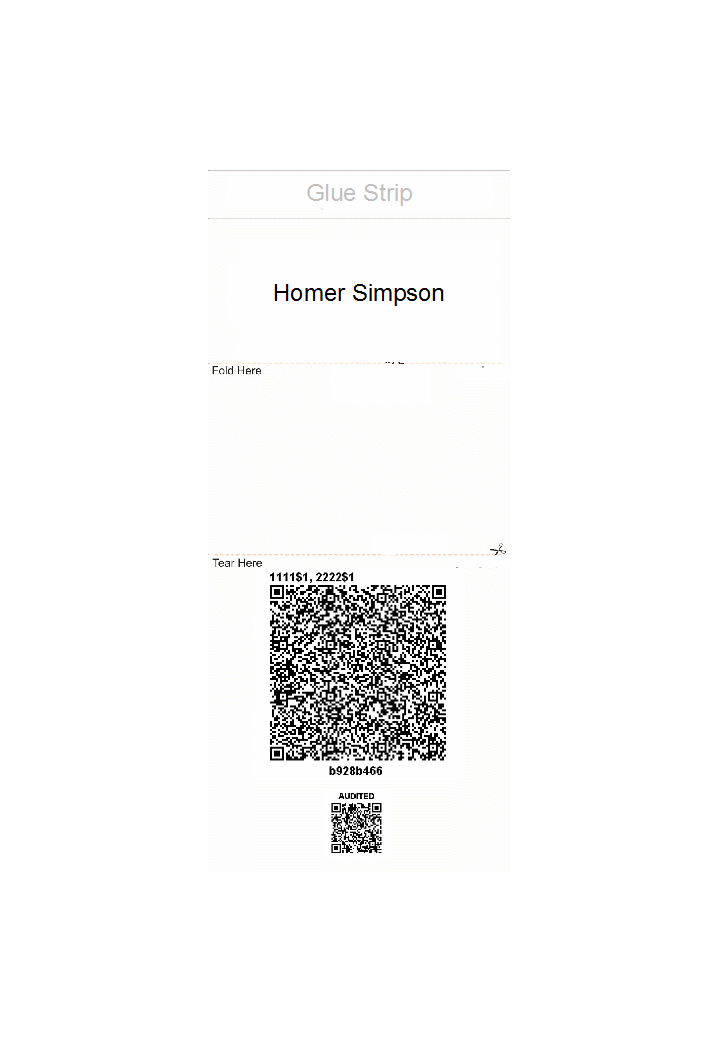 Glue Strip
Homer Simpson
Fold Here
Tear Here
1111$1, 2222$1
b928b466
AUDITED